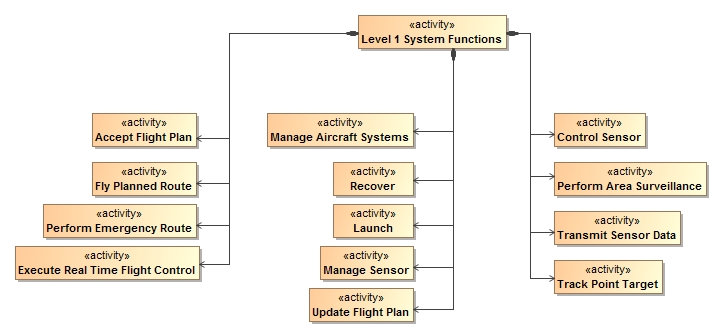 «activity»
Level 1 System Functions
«activity»
Accept Flight Plan
«activity»
Fly Planned Route
«activity»
Perform Emergency Route
«activity»
Execute Real Time Flight Control
«activity»
Manage Aircraft Systems
«activity»
Recover
«activity»
Launch
«activity»
Manage Sensor
«activity»
Update Flight Plan
«activity»
Control Sensor
«activity»
Perform Area Surveillance
«activity»
Transmit Sensor Data
«activity»
Track Point Target